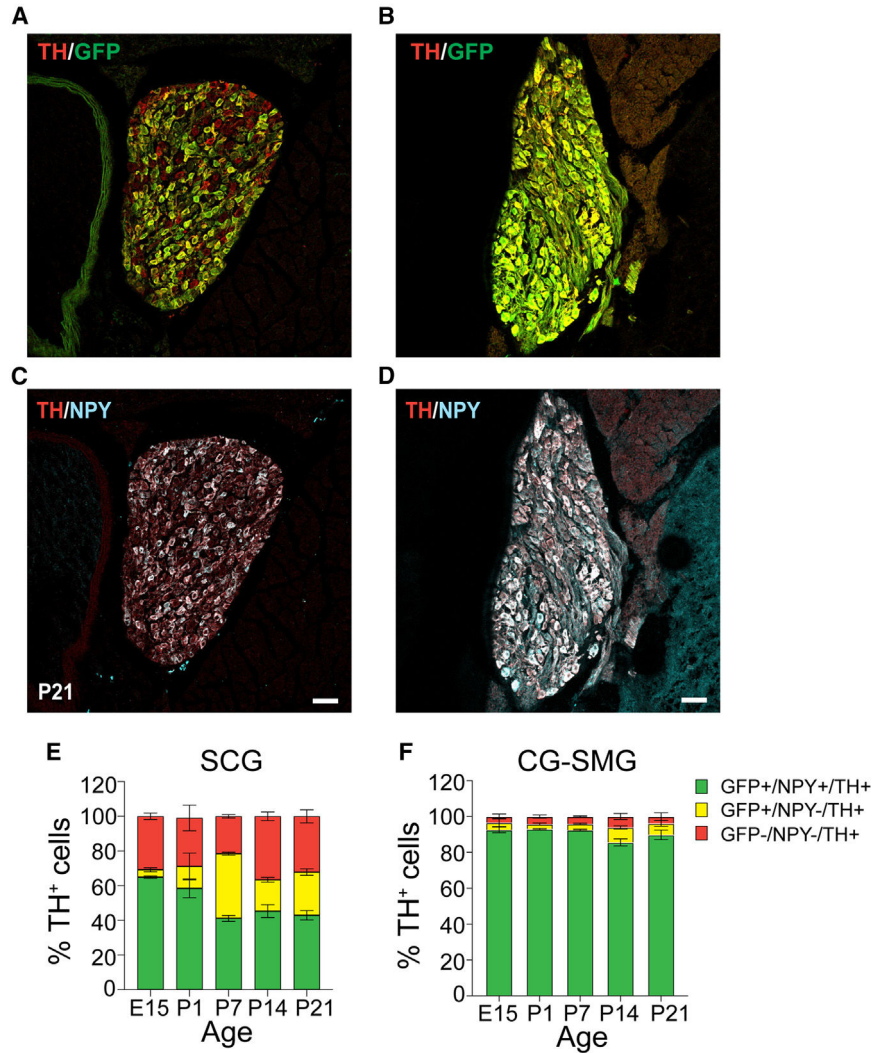 A
TH/GFP
B
TH/GFP
C
TH/NPY
P21
D
TH/NPY
E
SCG
120
100
80
60
40
20
0
% TH+ cells
E15 P1 P7 P14 P21
Age
F
CG-SMG
120
100
80
60
40
20
0
% TH+ cells
E15 P1 P7 P14 P21
Age
GFP+/NPY+/TH+
GFP+/NPY-/TH+
GFP-/NPY-/TH+